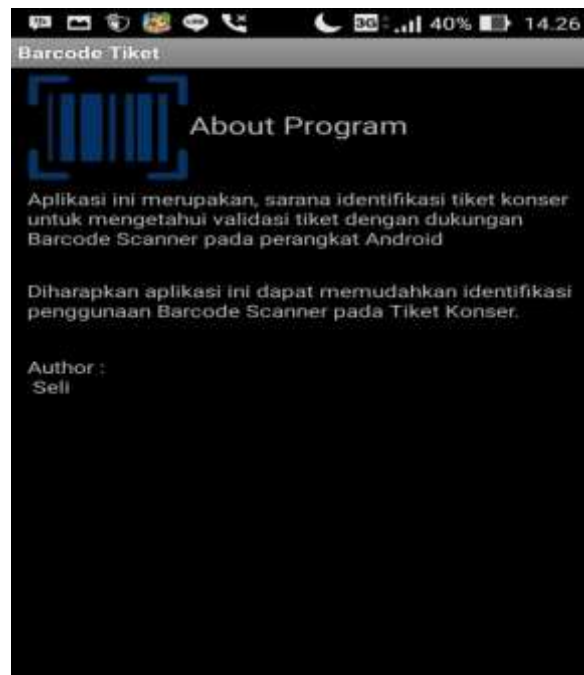 3G 40% 14.26
Barcode Tiket
About Program
Aplikasi ini merupakan, sarana identifikasi tiket konser
untuk mengetahui validasi tiket dengan dukungan
Barcode Scanner pada perangkat Android
Diharapkan aplikasi ini dapat memudahkan identifikasi
penggunaan Barcode Scanner pada Tiket Konser.
Author :
Seli